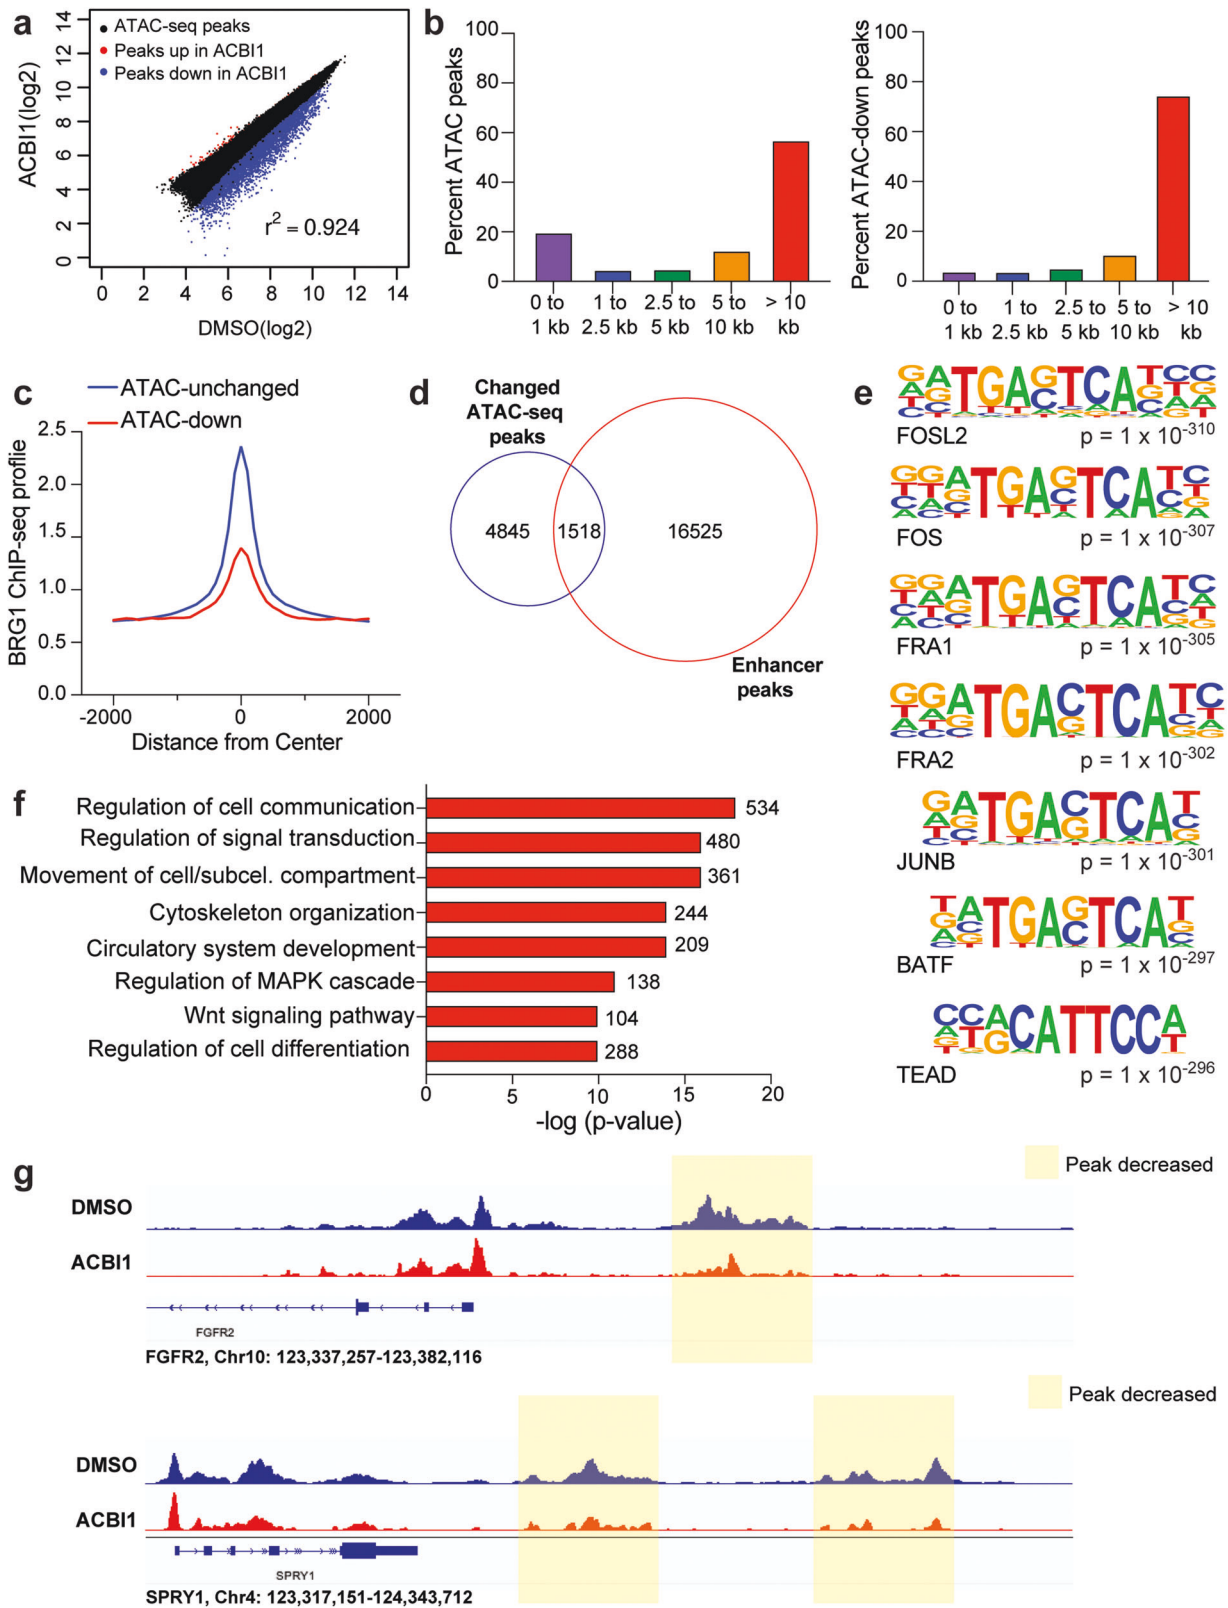 a
ACBI1(log2)
14
12
10
8
6
4
2
0
ATAC-seq peaks
Peaks up in ACBI1
Peaks down in ACBI1
r2 = 0.924
0 2 4 6 8 10 12 14
DMSO(log2)
b
Percent ATAC peaks
100
80
60
40
20
0
0 to 1 to 2.5 to 5 to > 10
1 kb 2.5 kb 5 kb 10 kb kb
Percent ATAC-down peaks
100
80
60
40
20
0
0 to 1 to 2.5 to 5 to > 10
1 kb 2.5 kb 5 kb 10 kb kb
c
ATAC-unchanged
ATAC-down
BRG1 ChIP-seq proflie
2.5
2.0
1.5
1.0
0.5
0.0
-2000 0 2000
Distance from Center
d
Changed
ATAC-seq
peaks
4845 1518 16525
Enhancer
peaks
e
FOSL2 p = 1 x 10-310
FOS p = 1 x 10-307
FRA1 p = 1 x 10-305
FRA2 p = 1 x 10-302
JUNB p = 1 x 10-301
BATF p = 1 x 10-297
TEAD p = 1 x 10-296
f
Regulation of cell communication 534
Regulation of signal transduction 480
Movement of cell/subcel. compartment 361
Cytoskeleton organization 244
Circulatory system development 209
Regulation of MAPK cascade 138
Wnt signaling pathway 104
Regulation of cell differentiation 288
0 5 10 15 20
-log (p-value)
g
Peak decreased
DMSO
ACBI1
FGFR2
FGFR2, Chr10: 123,337,257-123,382,116
Peak decreased
DMSO
ACBI1
SPRY1
SPRY1, Chr4: 123,317,151-124,343,712